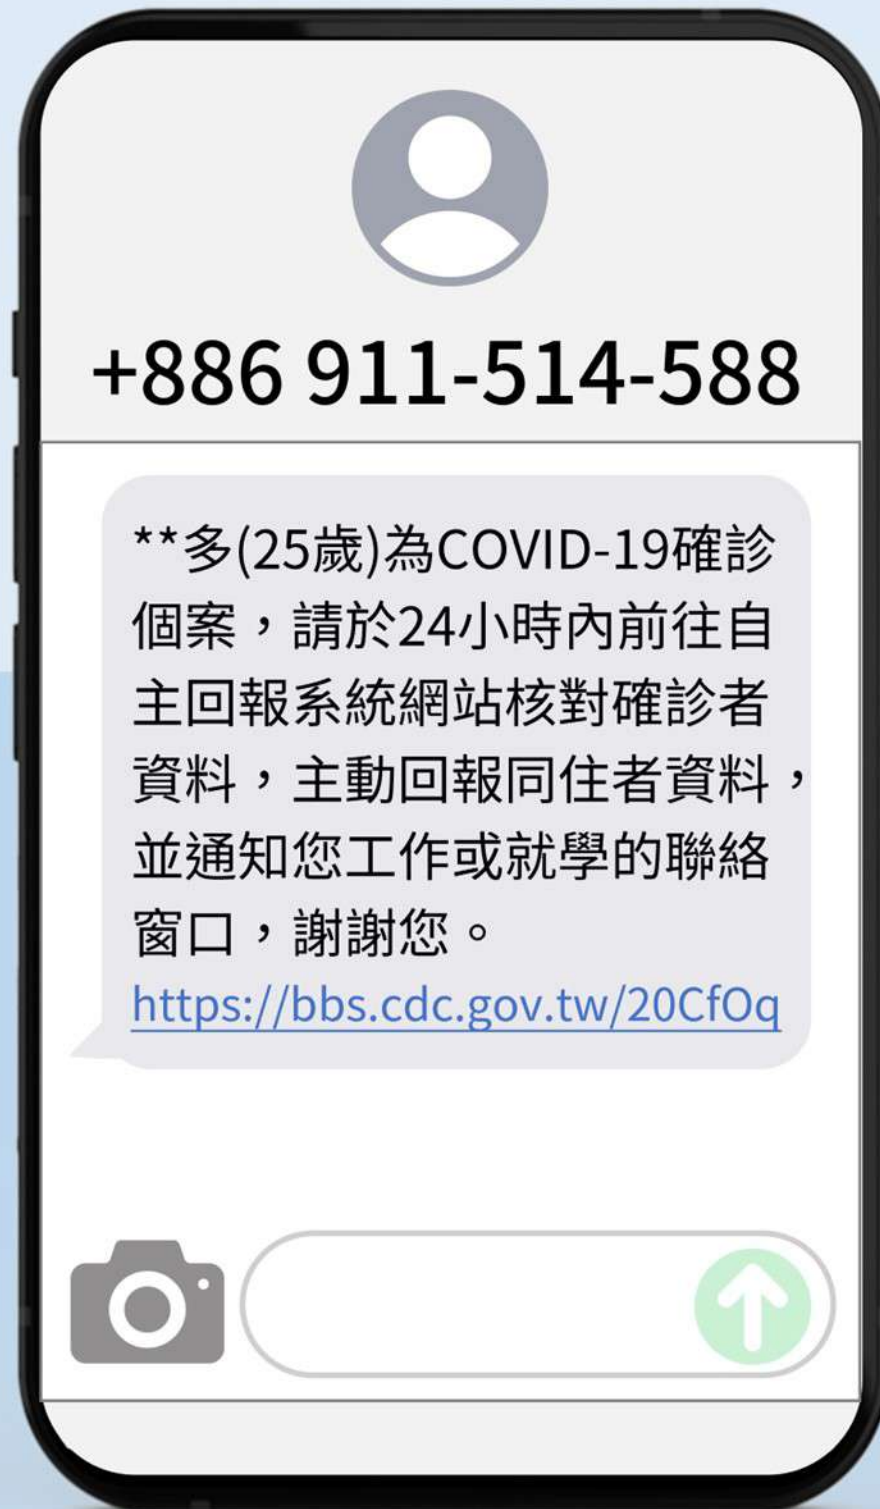 +886 911-514-588
**多(25歲)為COVID-19確診
個案，請於24小時內前往自
主回報系統網站核對確診者
資料，主動回報同住者資料，
並通知您工作或就學的聯絡
窗口，謝謝您。
https://bbs.cdc.gov.tw/20CfOq